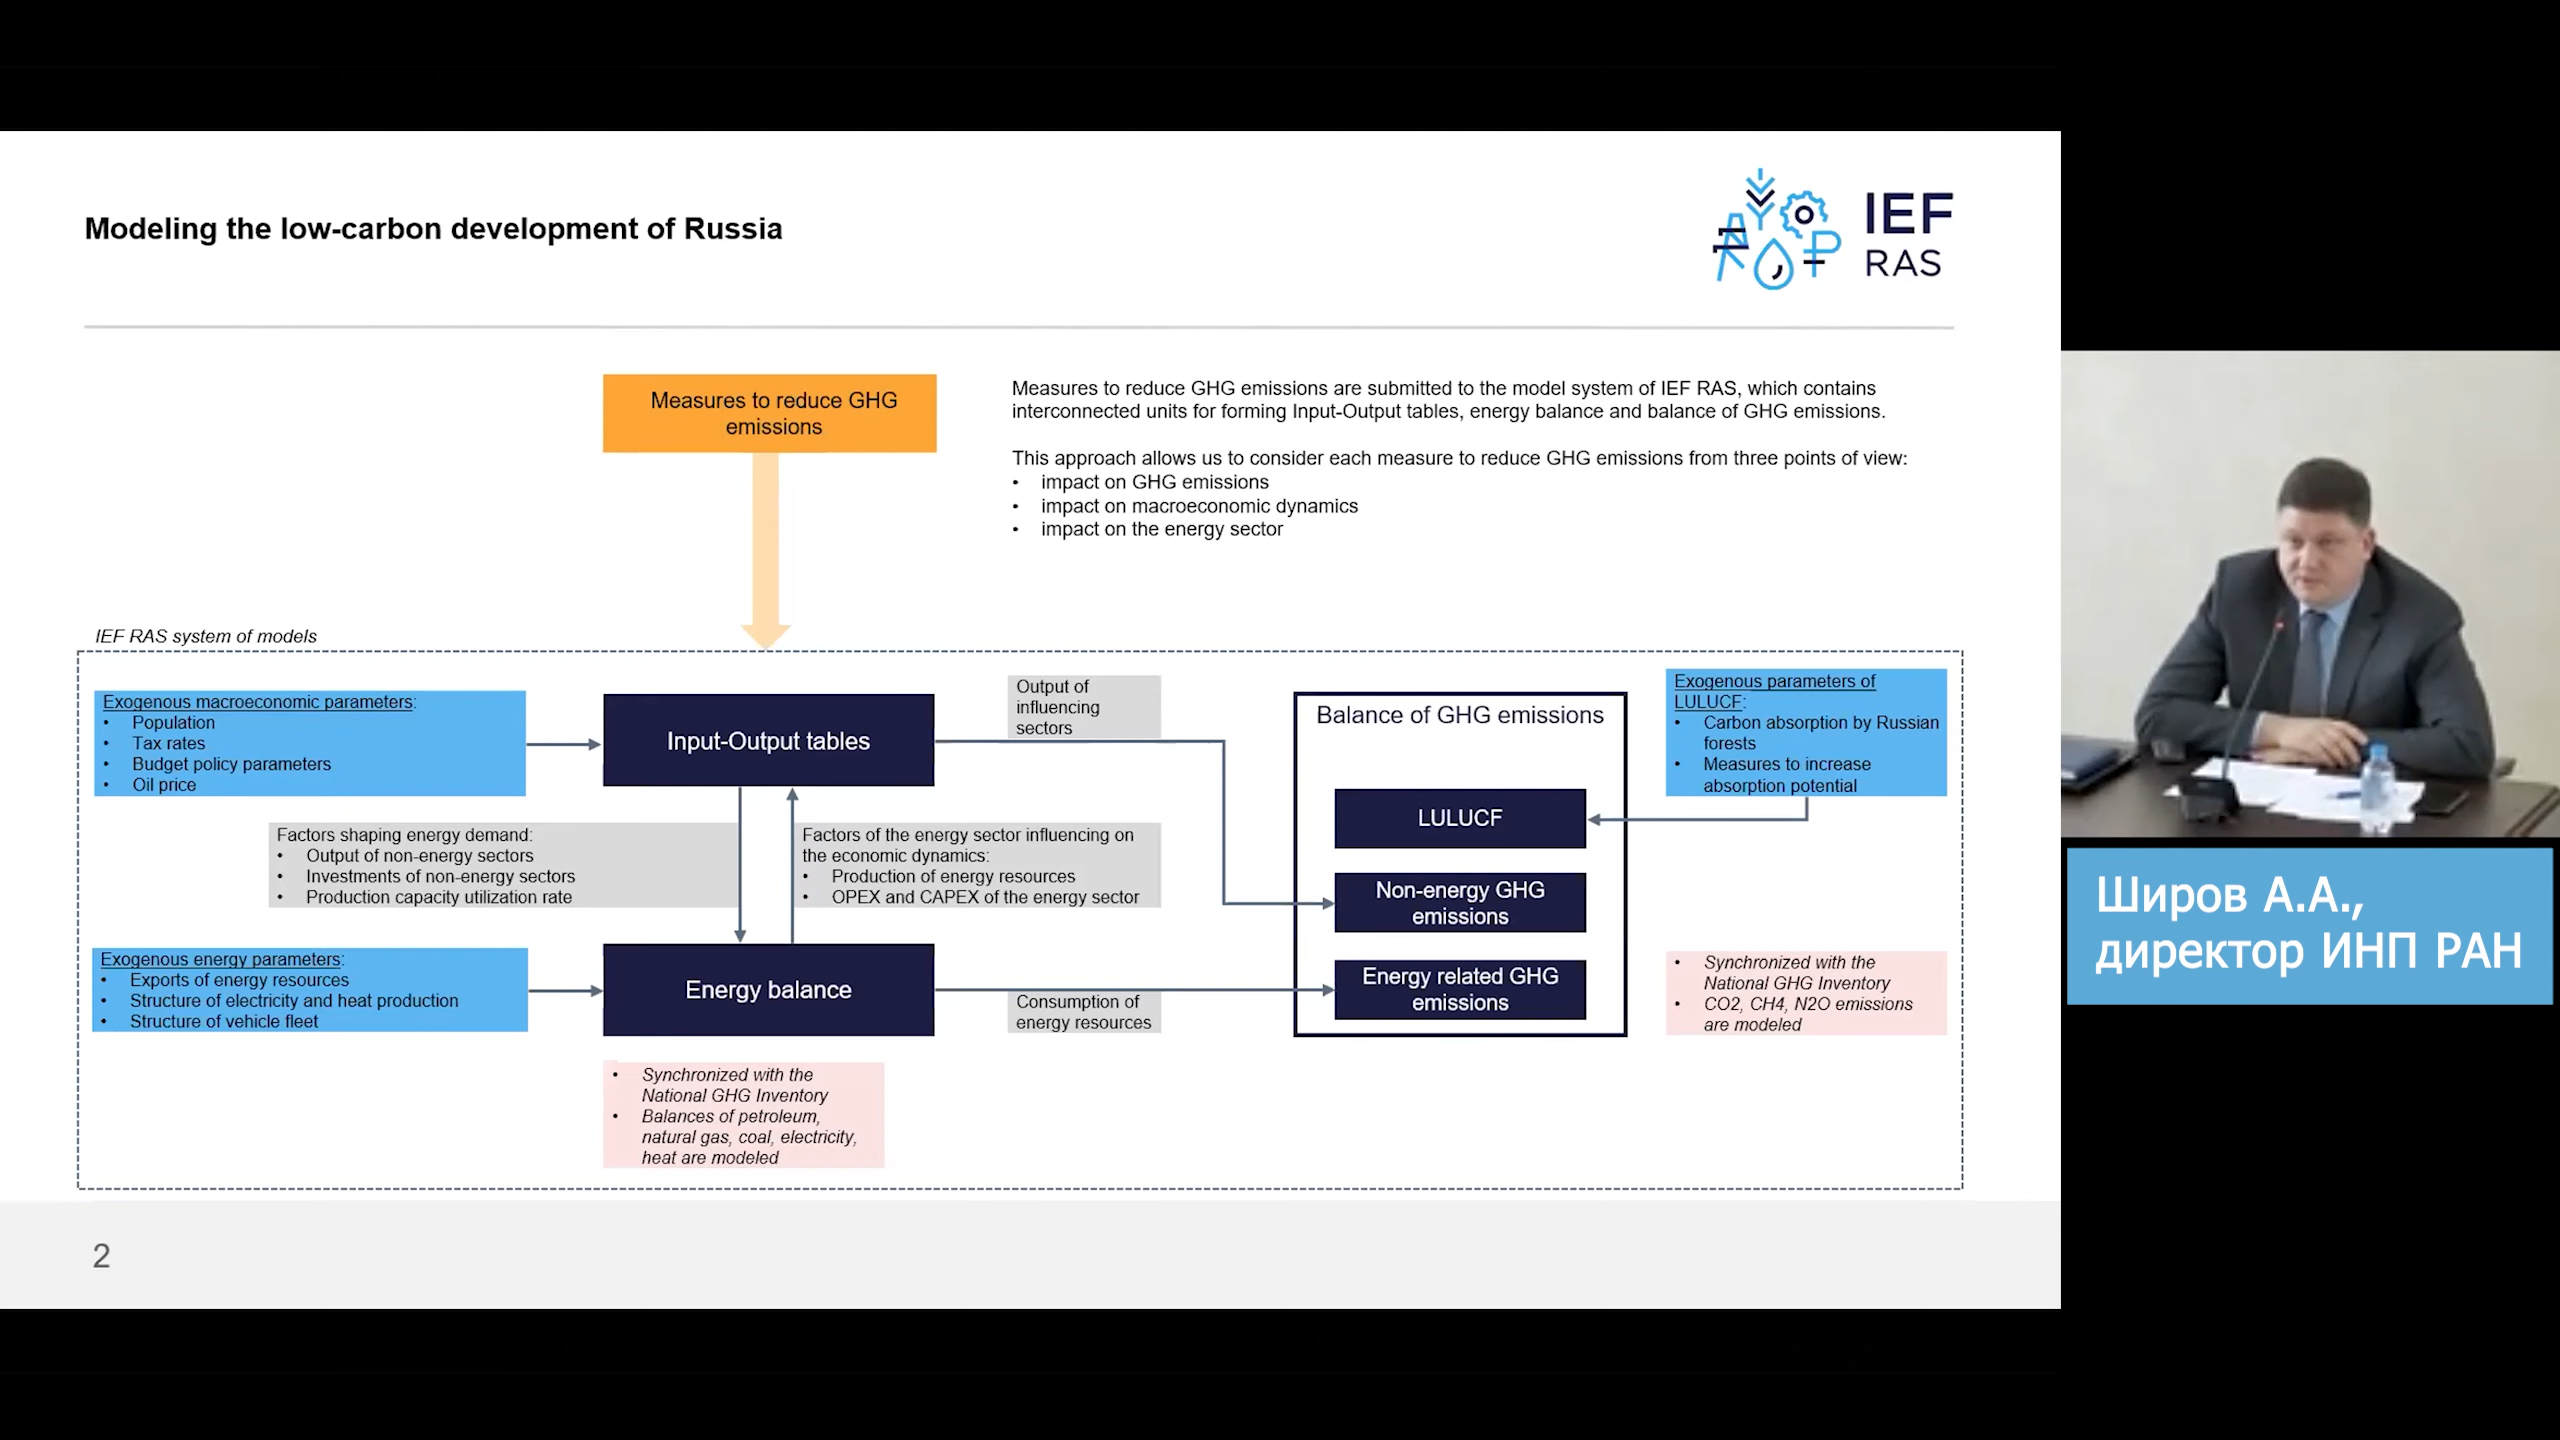 Modeling the low-carbon development of Russia
IEF
RAS
Measures to reduce GHG
emissions
Measures to reduce GHG emissions are submitted to the model system of IEF RAS, which contains
interconnected units for forming Input-Output tables, energy balance and balance of GHG emissions.
This approach allows us to consider each measure to reduce GHG emissions from three points of view:
• impact on GHG emissions
• impact on macroeconomic dynamics
• impact on the energy sector
IEF RAS system of models
Exogenous macroeconomic parameters:
• Population
• Tax rates
• Budget policy parameters
• Oil price
Input-Output tables
Output of
influencing
sectors
Balance of GHG emissions
Exogenous parameters of
LULUCF:
• Carbon absorption by Russian
forests
• Measures to increase
absorption potential
LULUCF
Factors shaping energy demand:
• Output of non-energy sectors
• Investments of non-energy sectors
• Production capacity utilization rate
Factors of the energy sector influencing on
the economic dynamics:
• Production of energy resources
• OPEX and CAPEX of the energy sector
Non-energy GHG
emissions
Exogenous energy parameters:
• Exports of energy resources
• Structure of electricity and heat production
• Structure of vehicle fleet
Energy balance
Consumption of
energy resources
Energy related GHG
emissions
• Synchronized with the
National GHG Inventory
• CO2, CH4, N2O emissions
are modeled
• Synchronized with the
National GHG Inventory
• Balances of petroleum,
natural gas, coal, electricity,
heat are modeled
2
Широв А.А.,
директор ИНП РАН